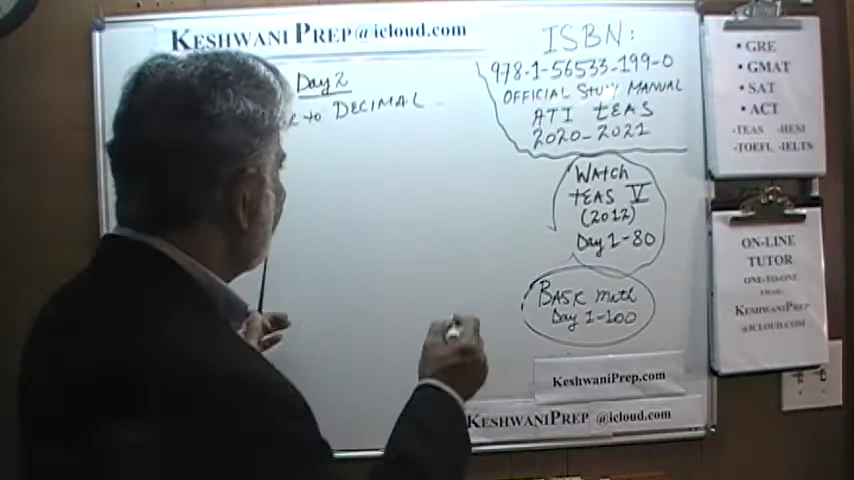 KESHWANI PREP@icloud.com
Day 2
to DECIMAL
ISBN:
978-1-56533-199-0
OFFICIAL STUDY MANUAL
ATI tEAS
2020-2021
WAtch
tEAS V
(2012)
Day 1-80
BASIC math
Day 1-100
KeshwaniPrep.com
KESHWANIPREP @icloud.com
• GRE
• GMAT
• SAT
• ACT
-TEAS -HESI
-TOEFL -IELTS
ON-LINE
TUTOR
ONE-TO-ONE
EMAIL
KESHWANIPREP
@ICLOUD.COM